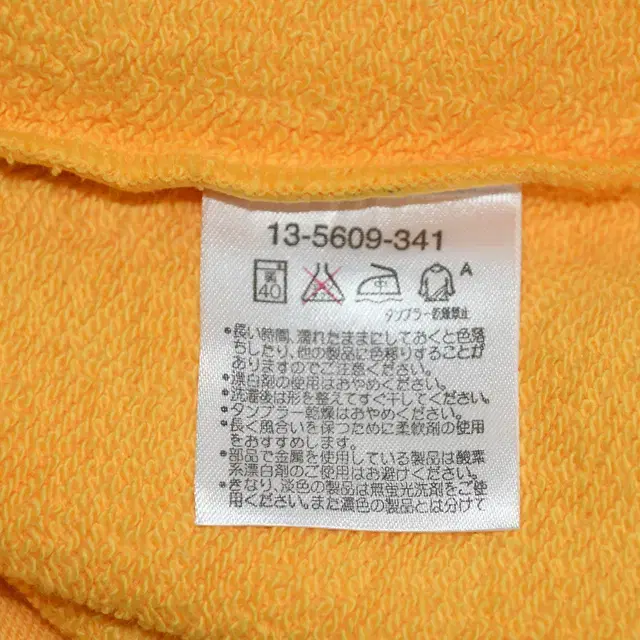 13-5609-341
弱
40
A
タンブラー乾燥禁止
●長い時間、濡れたままにしておくと色落
ちしたり、他の製品に色移りすることが
ありますのでご注意ください。
●漂白剤の使用はおやめください。
●洗濯後は形を整えてすぐ干してください。
●タンブラー乾燥はおやめください。
●長く風合いを保つために柔軟剤の使用
をおすすめします。
●部品で金属を使用している製品は酸素
系漂白剤のご使用はお避けください。
●きなり、淡色の製品は無蛍光洗剤をご使
用ください。また濃色の製品とは分けて